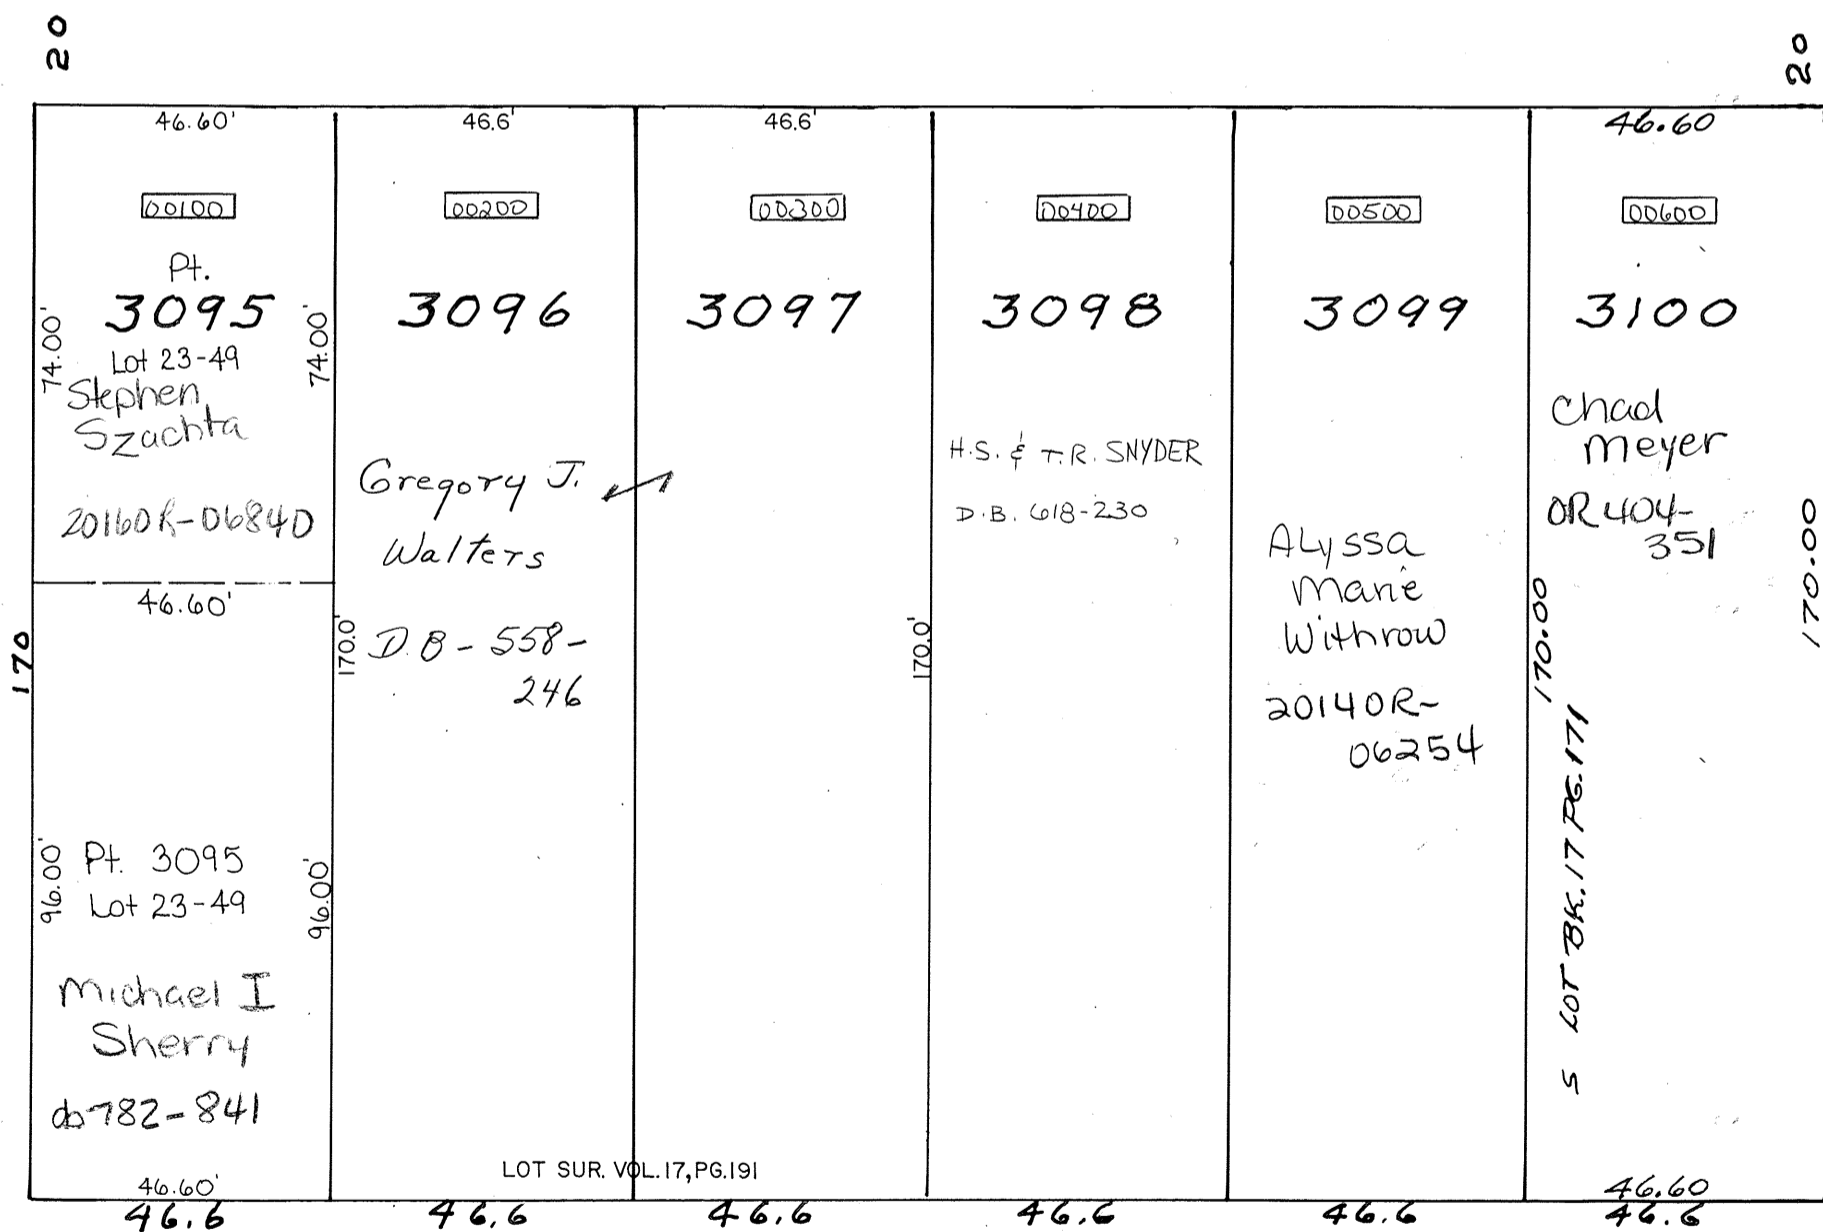 20
20
46.60'
46.6'
46.6'
46.60
00100
00200
00300
00400
00500
00600
Pt.
3095
3096
3097
3098
3099
3100
74.00'
74.00'
Lot 23-49
Stephen
Szachta
20160R-06840
Gregory J.
Walters
D.B-558-
246
H.S. & T.R. SNYDER
D.B. 618-230
ALyssa
Marie
Withrow
20140R-
06254
Chad
Meyer
OR 404-
351
46.60'
170
170.0'
170.0'
170.00
170.00
S LOT BK.17 PG.171
96.00'
96.00'
Pt. 3095
Lot 23-49
Michael I
Sherry
db782-841
LOT SUR. VOL.17,PG.191
46.60'
46.60
46.6
46.6
46.6
46.6
46.6
46.6